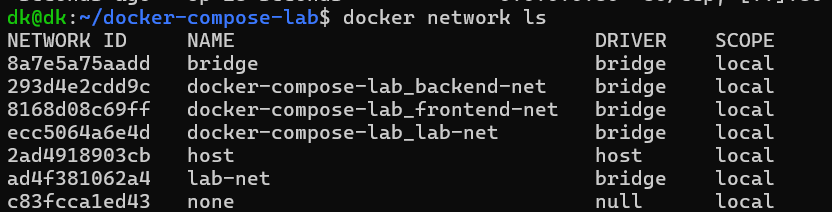 dk@dk:~/docker-compose-lab$ docker network ls
NETWORK ID     NAME                              DRIVER    SCOPE
8a7e5a75aadd   bridge                            bridge    local
293d4e2cdd9c   docker-compose-lab_backend-net    bridge    local
8168d08c69ff   docker-compose-lab_frontend-net   bridge    local
ecc5064a6e4d   docker-compose-lab_lab-net        bridge    local
2ad4918903cb   host                              host      local
ad4f381062a4   lab-net                           bridge    local
c83fcca1ed43   none                              null      local